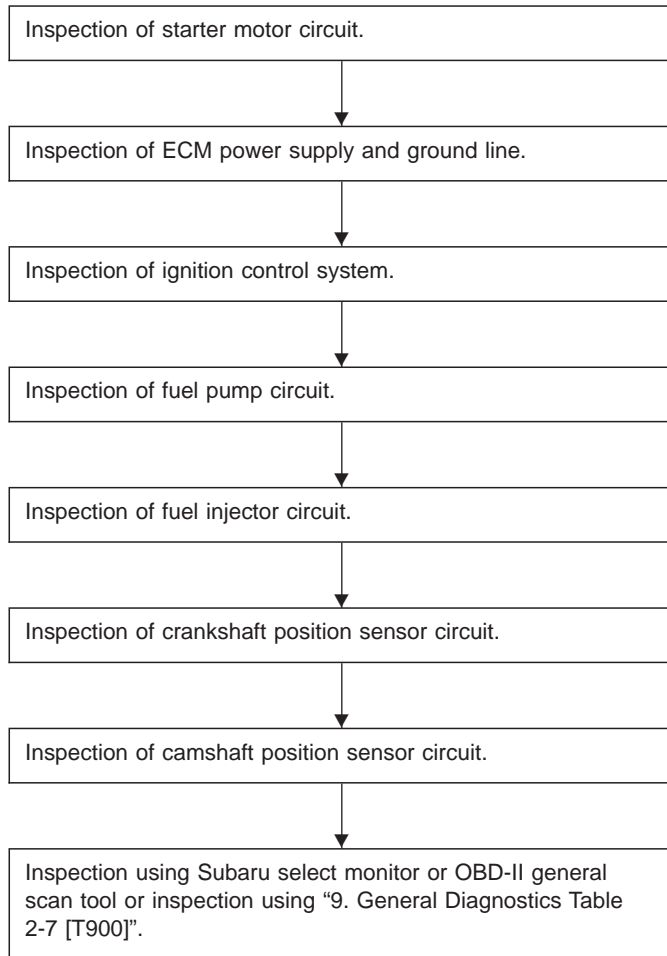 Inspection of starter motor circuit.
Inspection of ECM power supply and ground line.
Inspection of ignition control system.
Inspection of fuel pump circuit.
Inspection of fuel injector circuit.
Inspection of crankshaft position sensor circuit.
Inspection of camshaft position sensor circuit.
Inspection using Subaru select monitor or OBD-II general
scan tool or inspection using “9. General Diagnostics Table
2-7 [T900]”.